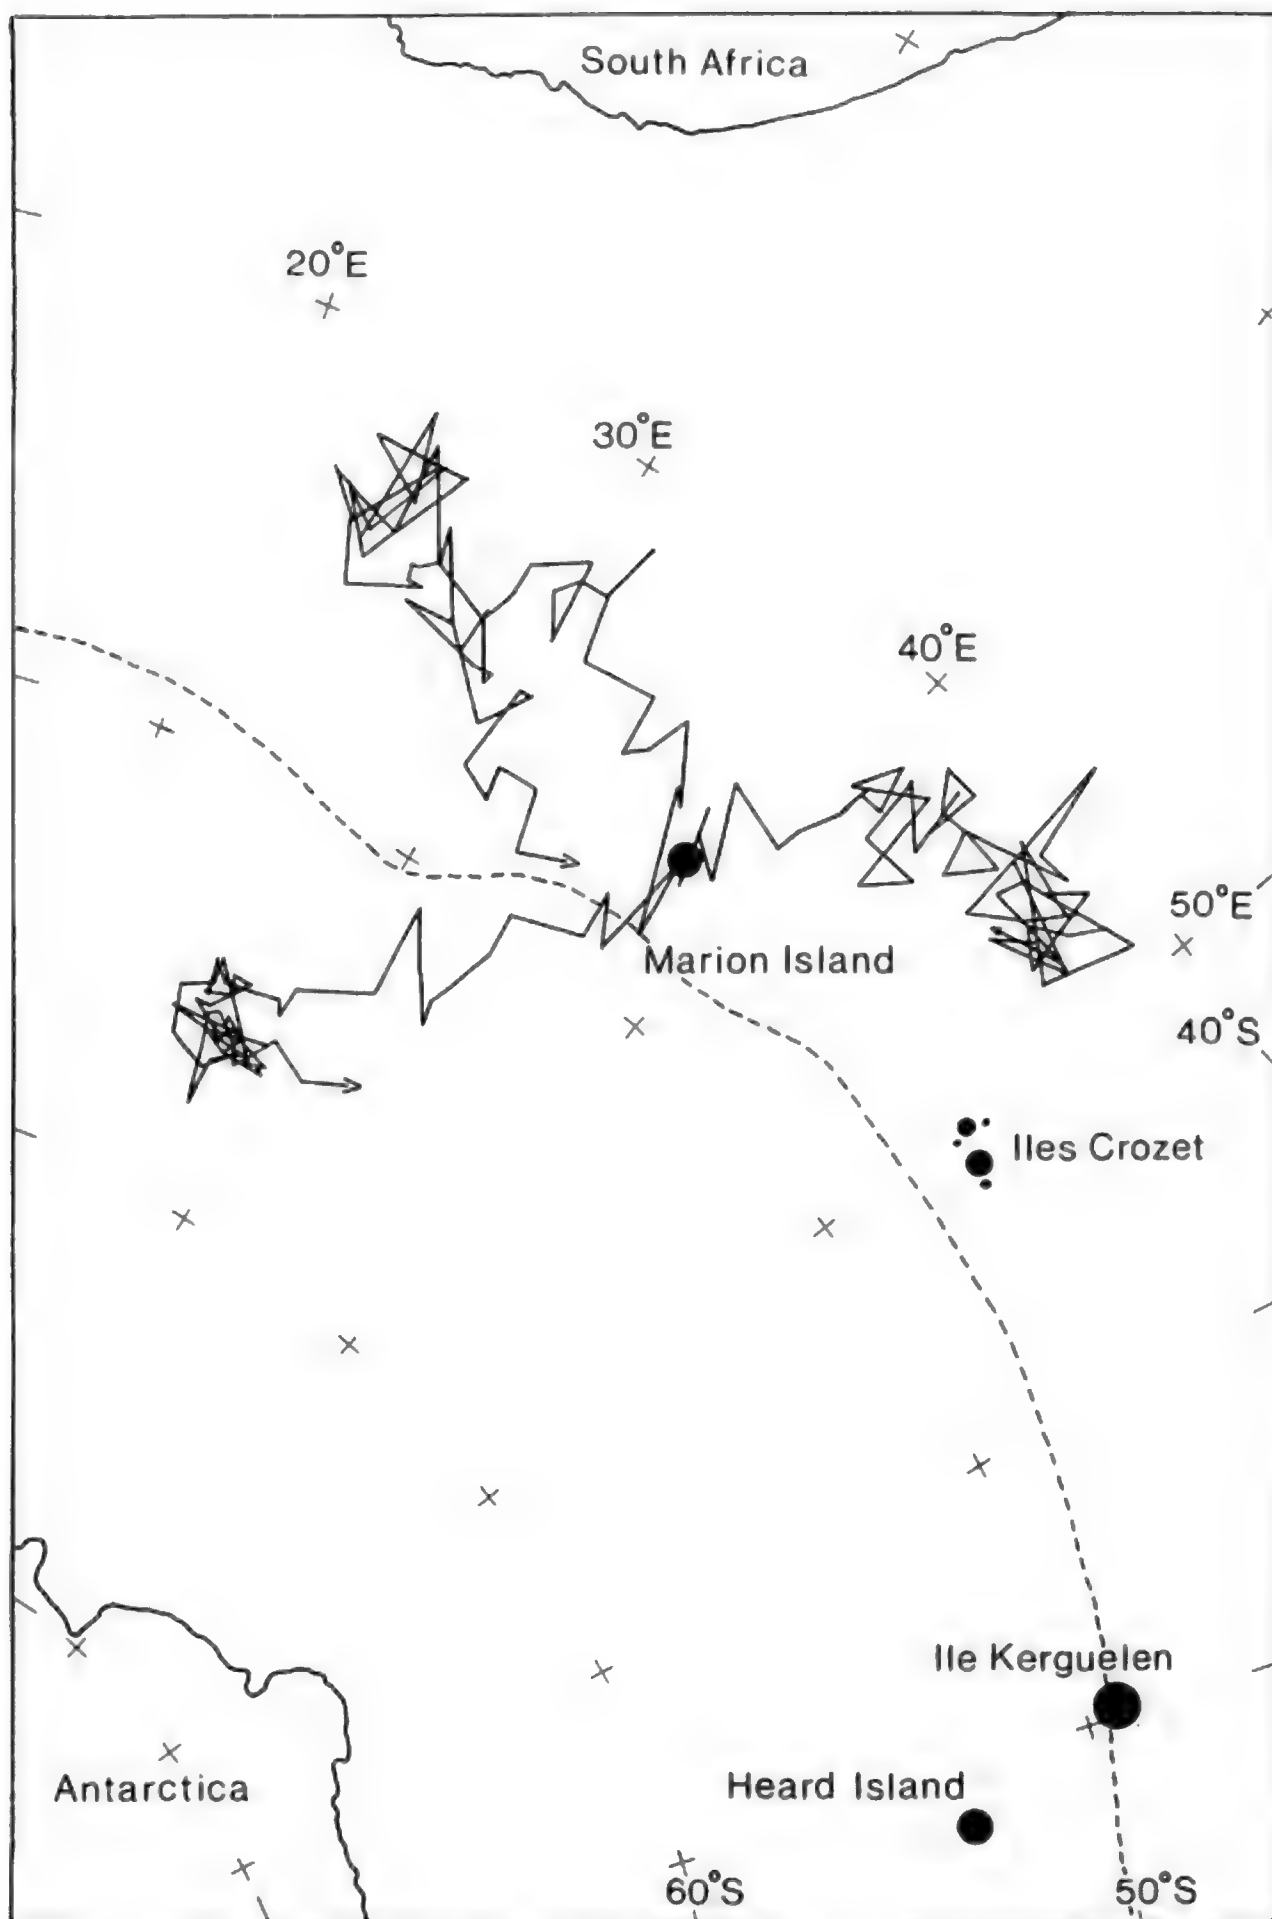 South Africa
20°E
30°E
40°E
50°E
Marion Island
40°S
Iles Crozet
Ile Kerguelen
Antarctica
Heard Island
60°S
50°S